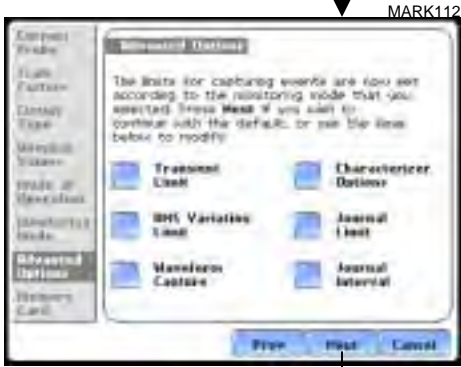 MARK112
Current Probe
Scale Factors
Circuit Type
Nominal Values
Mode of Operation
Monitoring Mode
Advanced Options
Memory Card
Advanced Options
The limits for capturing events are now set
according to the monitoring mode that you
selected. Press Next if you want to
continue with the default, or use the items
below to modify:
Transient Limit
Characterizer Options
RMS Variation Limit
Journal Limit
Waveform Capture
Journal Interval
Prev
Next
Cancel